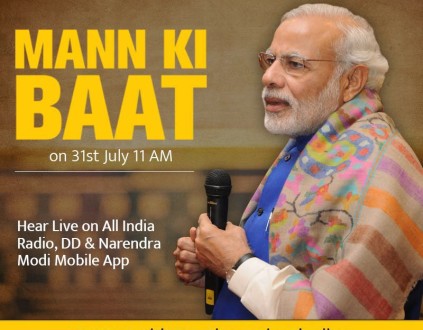 MANN KI
BAAT
on 31st July 11 AM
Hear Live on All India
Radio, DD & Narendra
Modi Mobile App